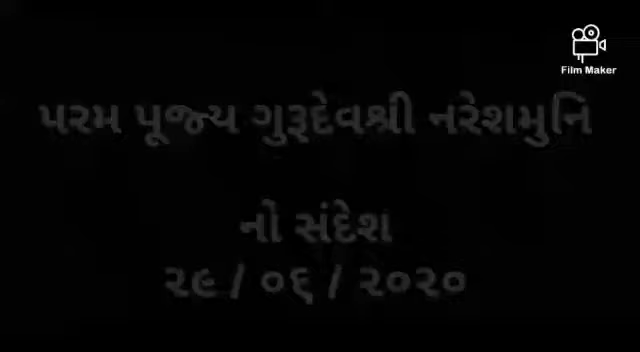 Film Maker
પરમ પૂજ્ય ગુરૂદેવશ્રી નરેશમુનિ
નો સંદેશ
૨૯ / ૦૬ / ૨૦૨૦